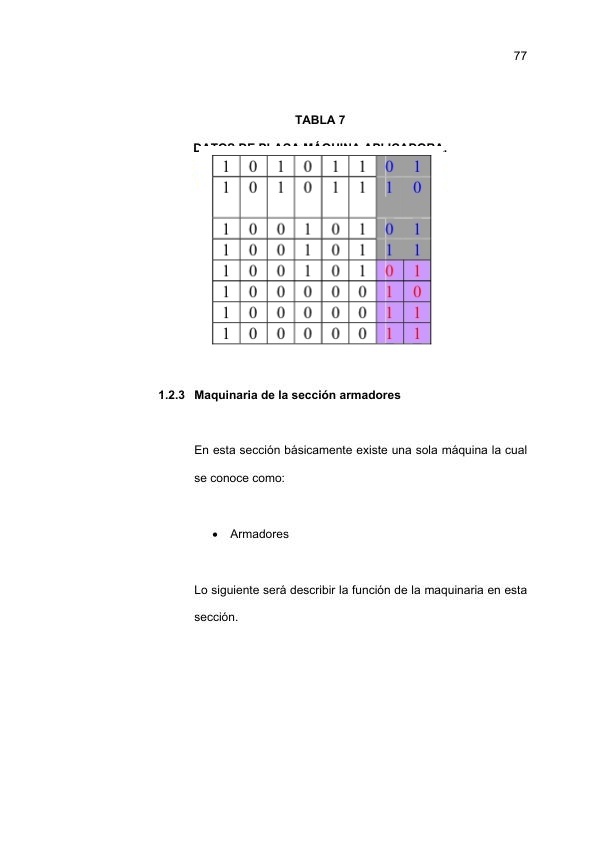 77
TABLA 7
DATOS DE PLACA MÁQUINA APLICADORA.
1 0 1 0 1 1 0 1
1 0 1 0 1 1 1 0
1 0 0 1 0 1 0 1
1 0 0 1 0 1 1 1
1 0 0 1 0 1 0 1
1 0 0 0 0 0 1 0
1 0 0 0 0 0 1 1
1 0 0 0 0 0 1 1
1.2.3 Maquinaria de la sección armadores
En esta sección básicamente existe una sola máquina la cual
se conoce como:
• Armadores
Lo siguiente será describir la función de la maquinaria en esta
sección.